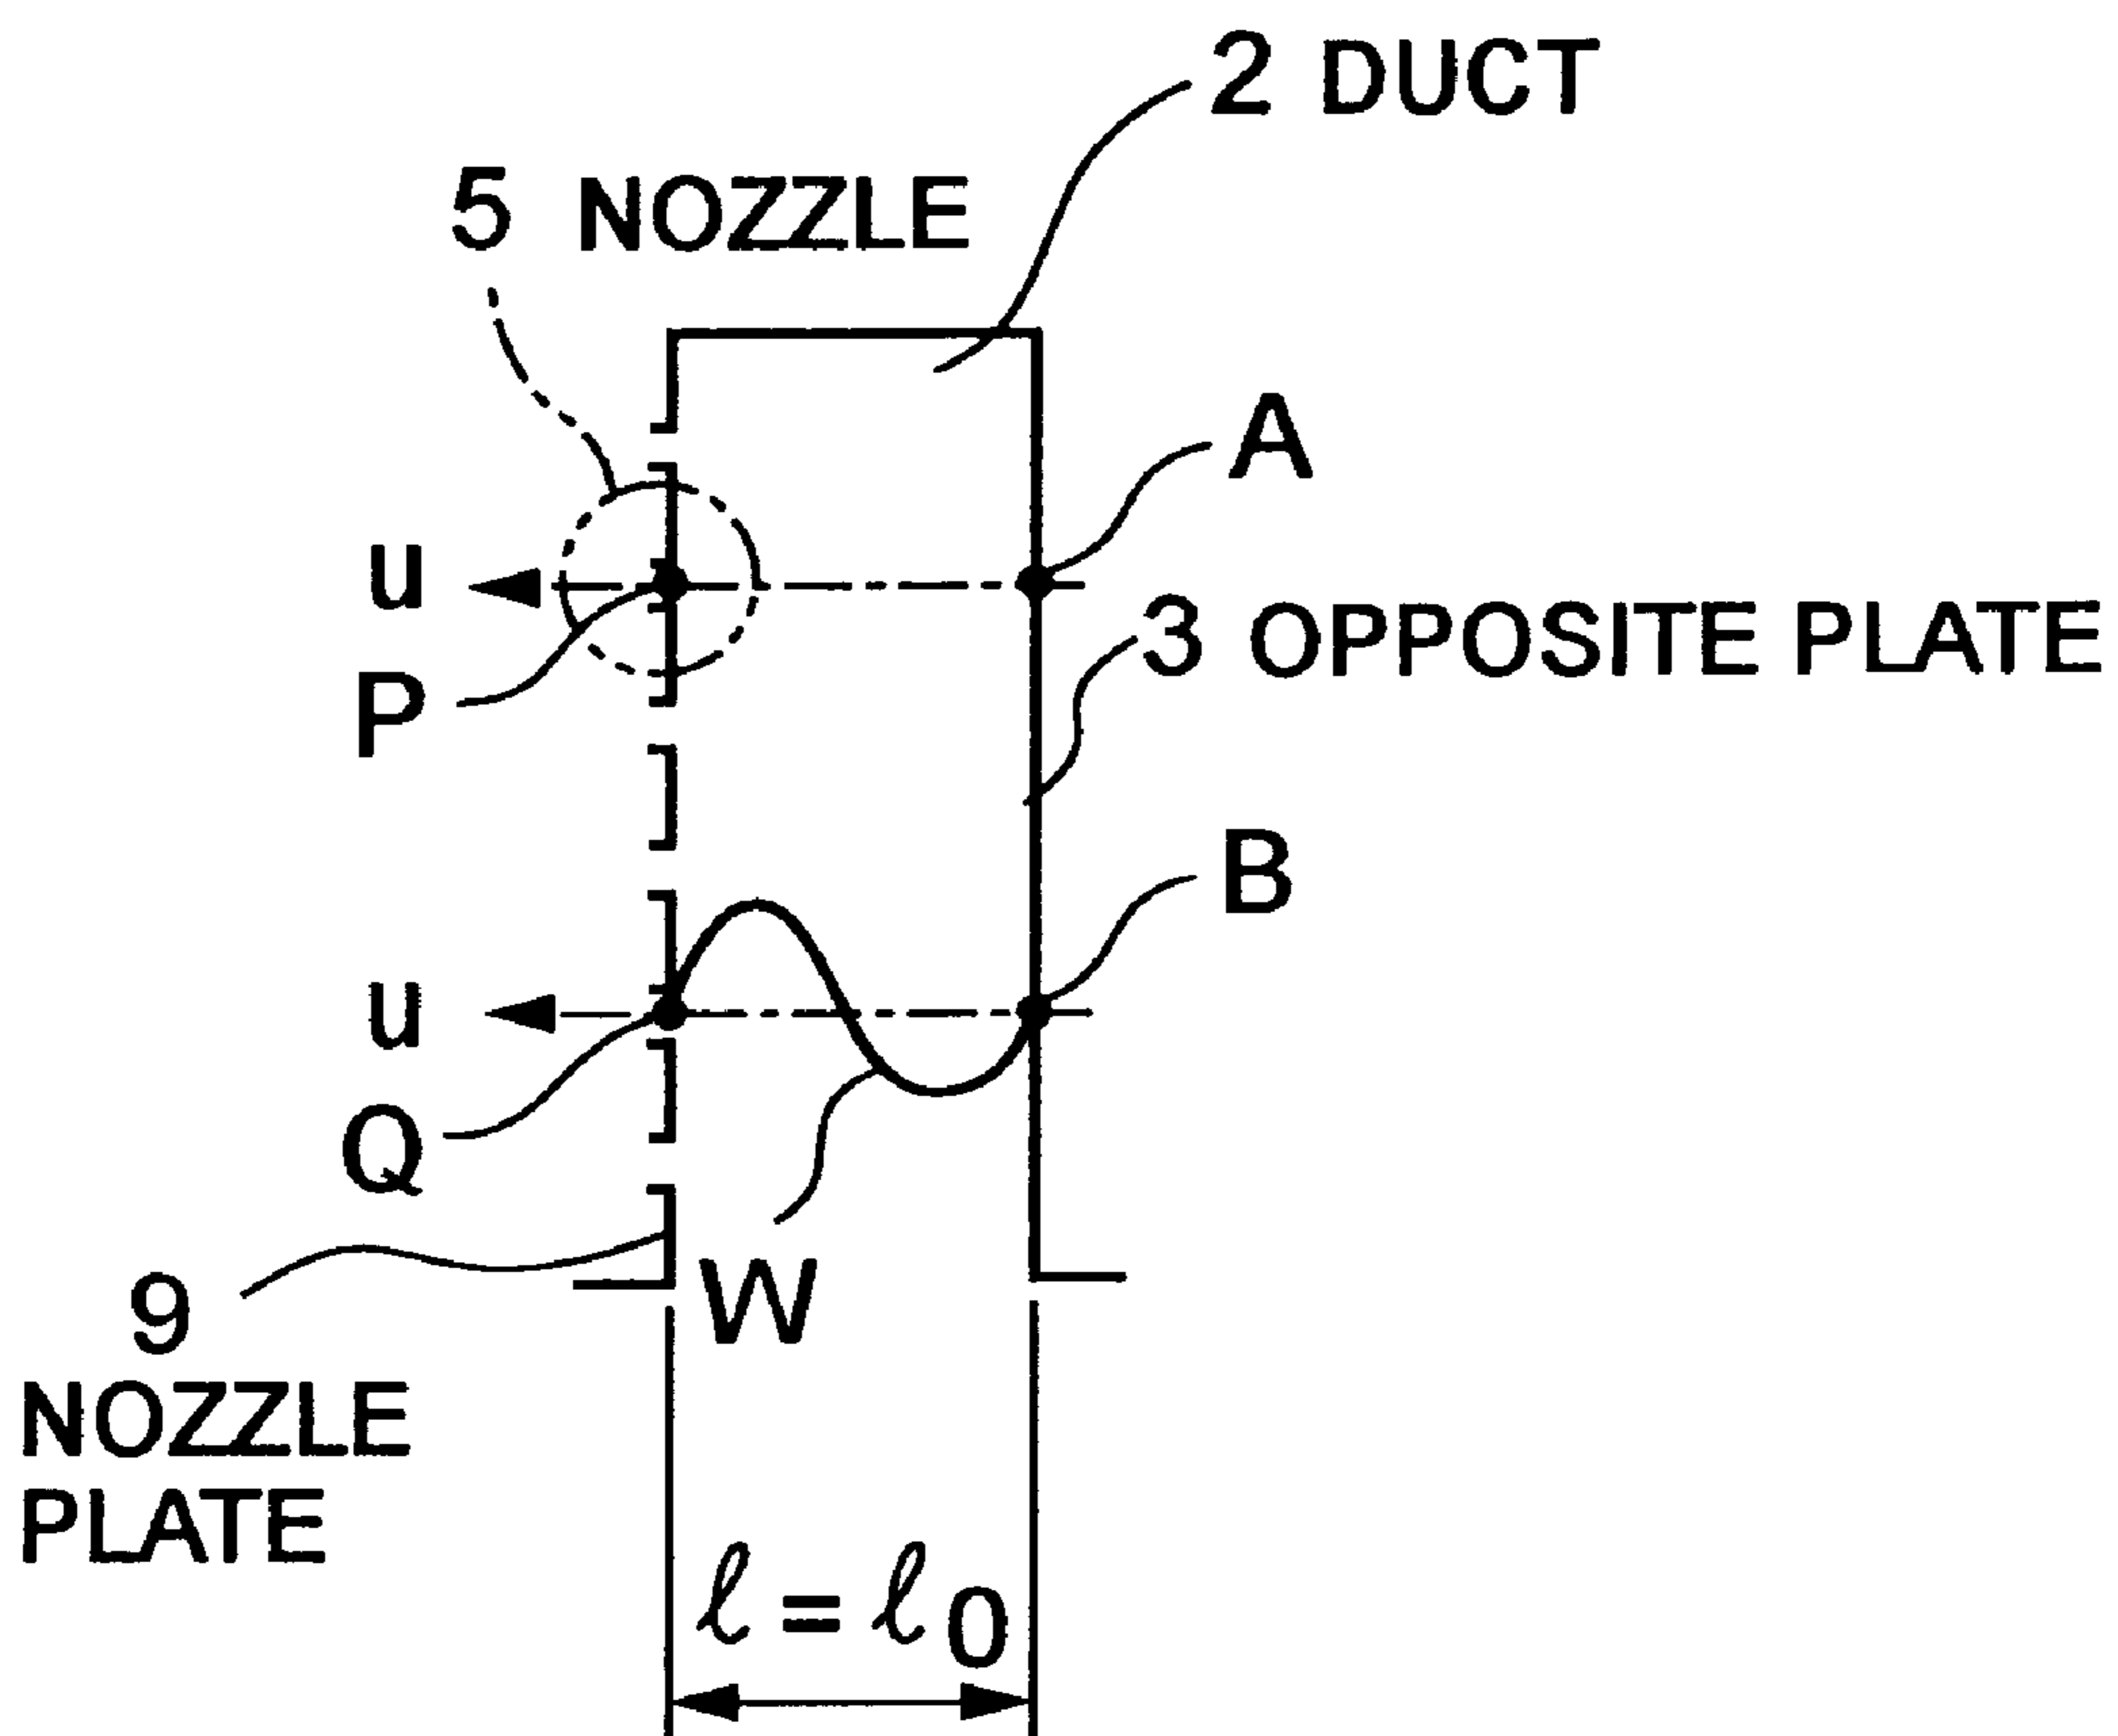 2 DUCT
5 NOZZLE
A
u
3 OPPOSITE PLATE
P
B
u
Q
W
9
NOZZLE
PLATE
ℓ = ℓ0